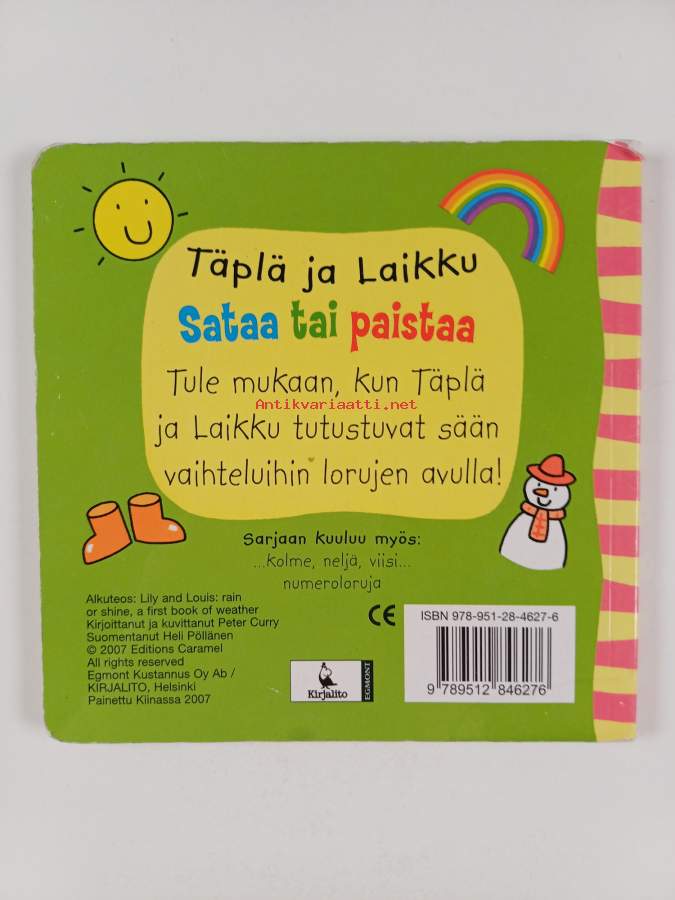 Täplä ja Laikku
Sataa tai paistaa
Tule mukaan, kun Täplä
Antikvariaatti.net
ja Laikku tutustuvat sään
vaihteluihin lorujen avulla!
Sarjaan kuuluu myös:
...kolme, neljä, viisi...
numeroloruja
Alkuteos: Lily and Louis: rain
or shine, a first book of weather
Kirjoittanut ja kuvittanut Peter Curry
Suomentanut Heli Pöllänen
© 2007 Editions Caramel
All rights reserved
Egmont Kustannus Oy Ab /
KIRJALITO, Helsinki
Painettu Kiinassa 2007
Kirjalito
EGMONT
CE
ISBN 978-951-28-4627-6
9 789512 846276